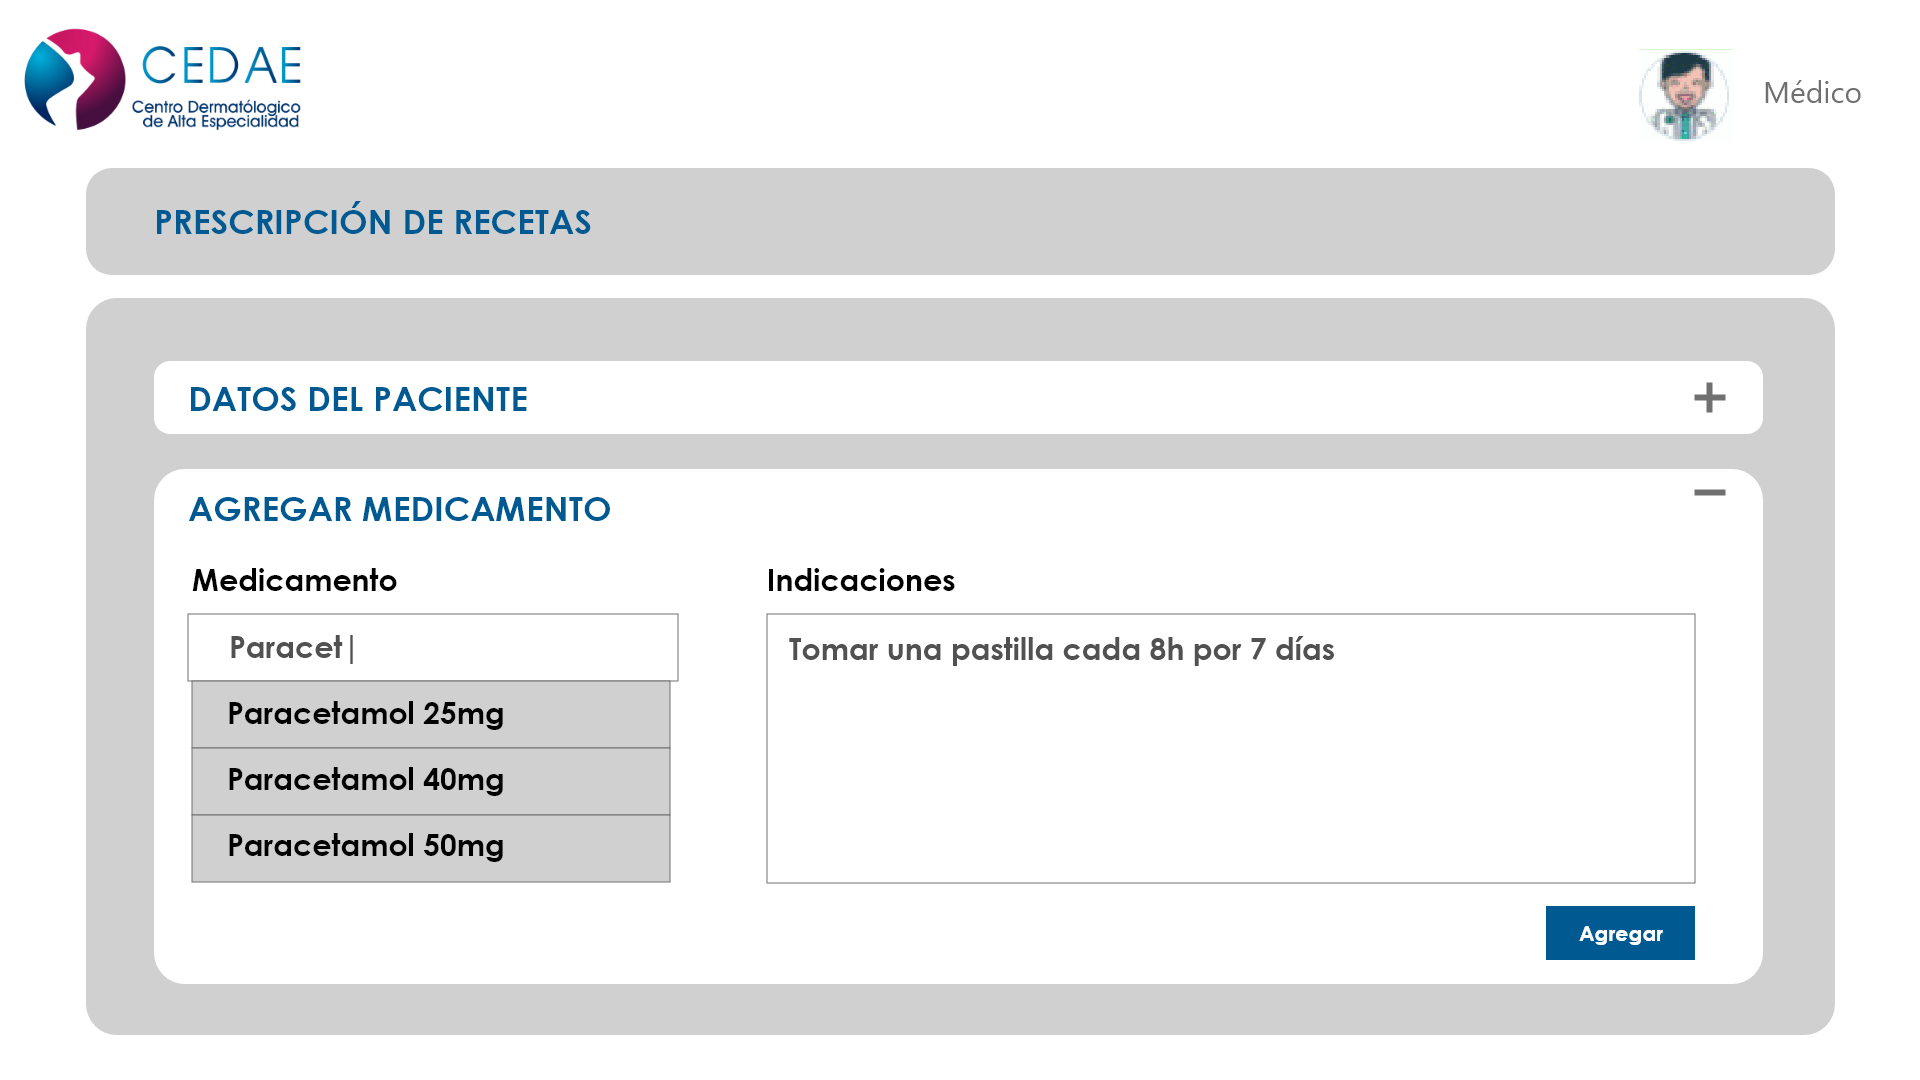 CEDAE
Centro Dermatólogico
de Alta Especialidad
Médico
PRESCRIPCIÓN DE RECETAS
DATOS DEL PACIENTE
AGREGAR MEDICAMENTO
Medicamento
Indicaciones
Paracet|
Tomar una pastilla cada 8h por 7 días
Paracetamol 25mg
Paracetamol 40mg
Paracetamol 50mg
Agregar